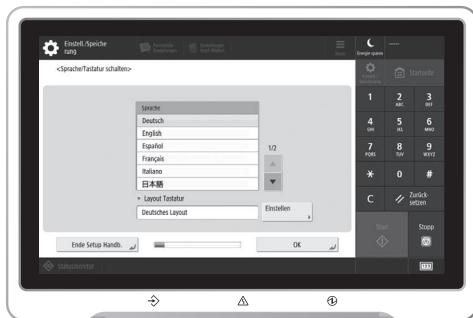 Einstell./Speiche
rung
Energie sparen
<Sprache/Tastatur schalten>
Startseite
Sprache
Deutsch
English
Español
Français
Italiano
日本語
1/2
Layout Tastatur
Deutsches Layout
Einstellen
Ende Setup Handb.
OK
Statusmonitor
1
2 ABC
3 DEF
4 GHI
5 JKL
6 MNO
7 PQRS
8 TUV
9 WXYZ
* 0 #
C
Zurück-
setzen
Start
Stopp
123